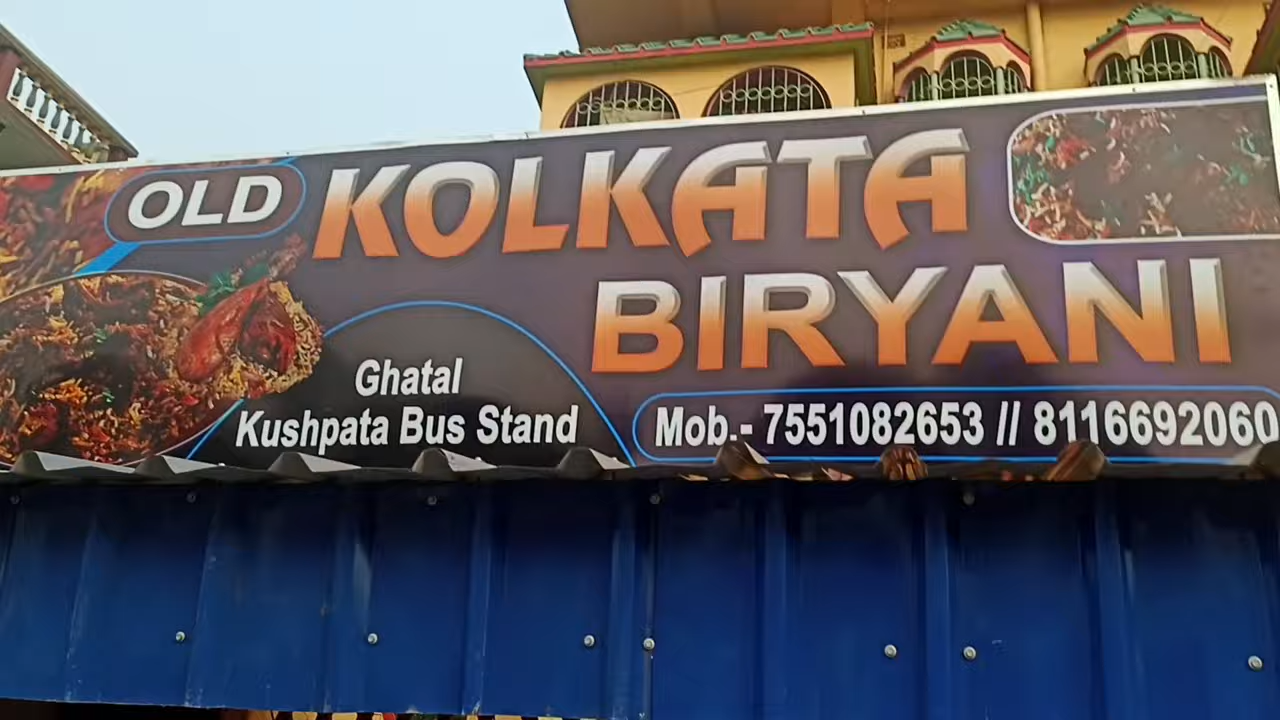 OLD KOLKATA
BIRYANI
Ghatal
Kushpata Bus Stand
Mob.- 7551082653 // 8116692060